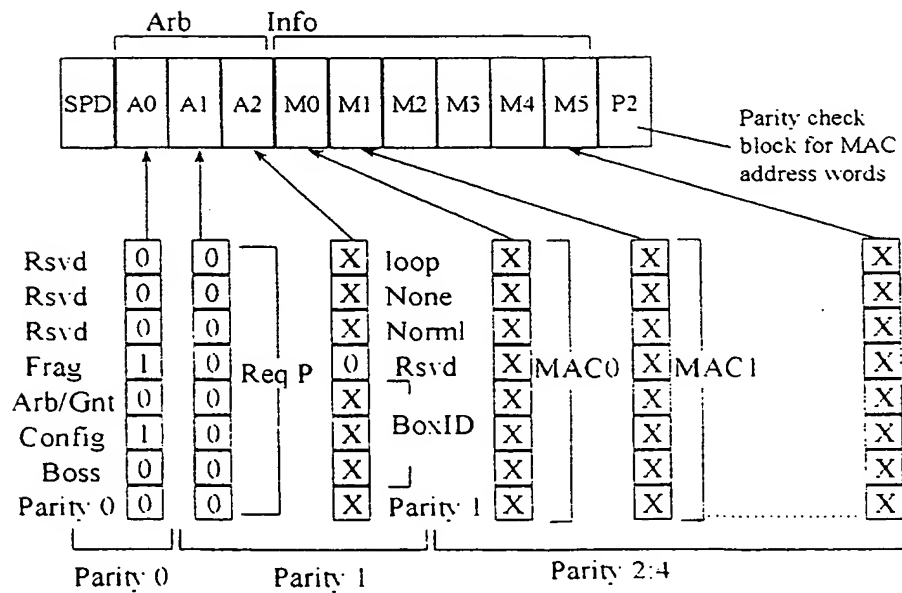 Arb Info
SPD A0 A1 A2 M0 M1 M2 M3 M4 M5 P2
Parity check
block for MAC
address words
Rsvd 0 0 X loop X X X
Rsvd 0 0 X None X X X
Rsvd 0 0 X Norml X X X
Frag 1 0 Req P 0 Rsvd X MAC0 X MAC1 X
Arb/Gnt 0 0 X X X X
Config 1 0 X BoxID X X X
Boss 0 0 X X X X
Parity 0 0 0 X Parity 1 X X X
Parity 0 Parity 1 Parity 2:4